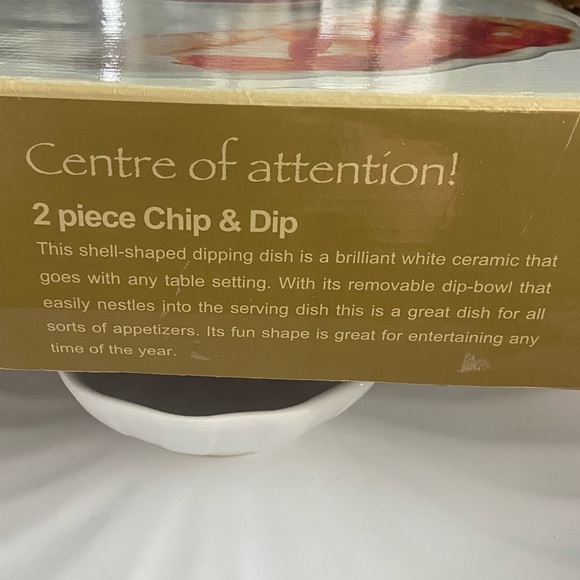 Centre of attention!
2 piece Chip & Dip
This shell-shaped dipping dish is a brilliant white ceramic that
goes with any table setting. With its removable dip-bowl that
easily nestles into the serving dish this is a great dish for all
sorts of appetizers. Its fun shape is great for entertaining any
time of the year.